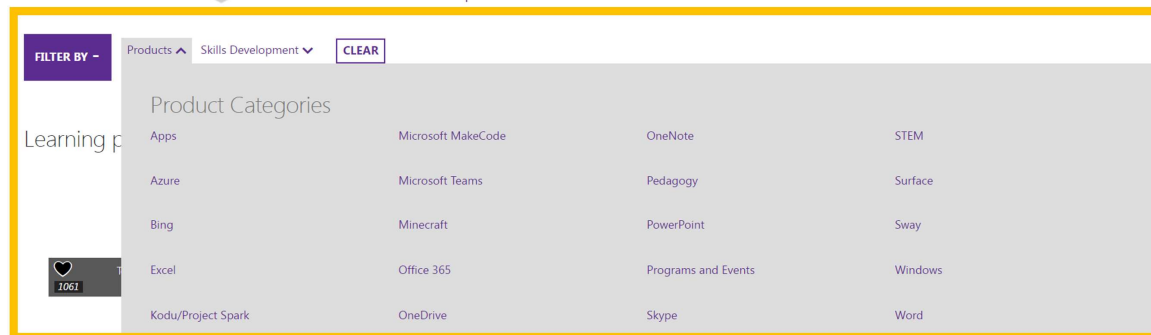 FILTER BY -
Products Skills Development CLEAR
Product Categories
Learning p
Apps Microsoft MakeCode OneNote STEM
Azure Microsoft Teams Pedagogy Surface
Bing Minecraft PowerPoint Sway
Excel Office 365 Programs and Events Windows
T
1061
Kodu/Project Spark OneDrive Skype Word